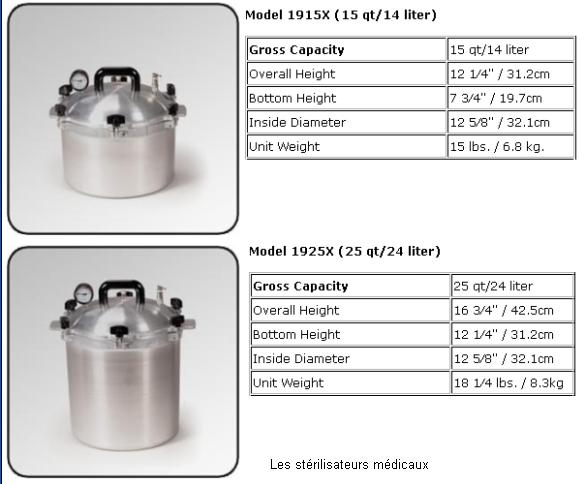 Model 1915X (15 qt/14 liter)
Gross Capacity 15 qt/14 liter
Overall Height 12 1/4" / 31.2cm
Bottom Height 7 3/4" / 19.7cm
Inside Diameter 12 5/8" / 32.1cm
Unit Weight 15 lbs. / 6.8 kg.
Model 1925X (25 qt/24 liter)
Gross Capacity 25 qt/24 liter
Overall Height 16 3/4" / 42.5cm
Bottom Height 12 1/4" / 31.2cm
Inside Diameter 12 5/8" / 32.1cm
Unit Weight 18 1/4 lbs. / 8.3kg
Les stérilisateurs médicaux